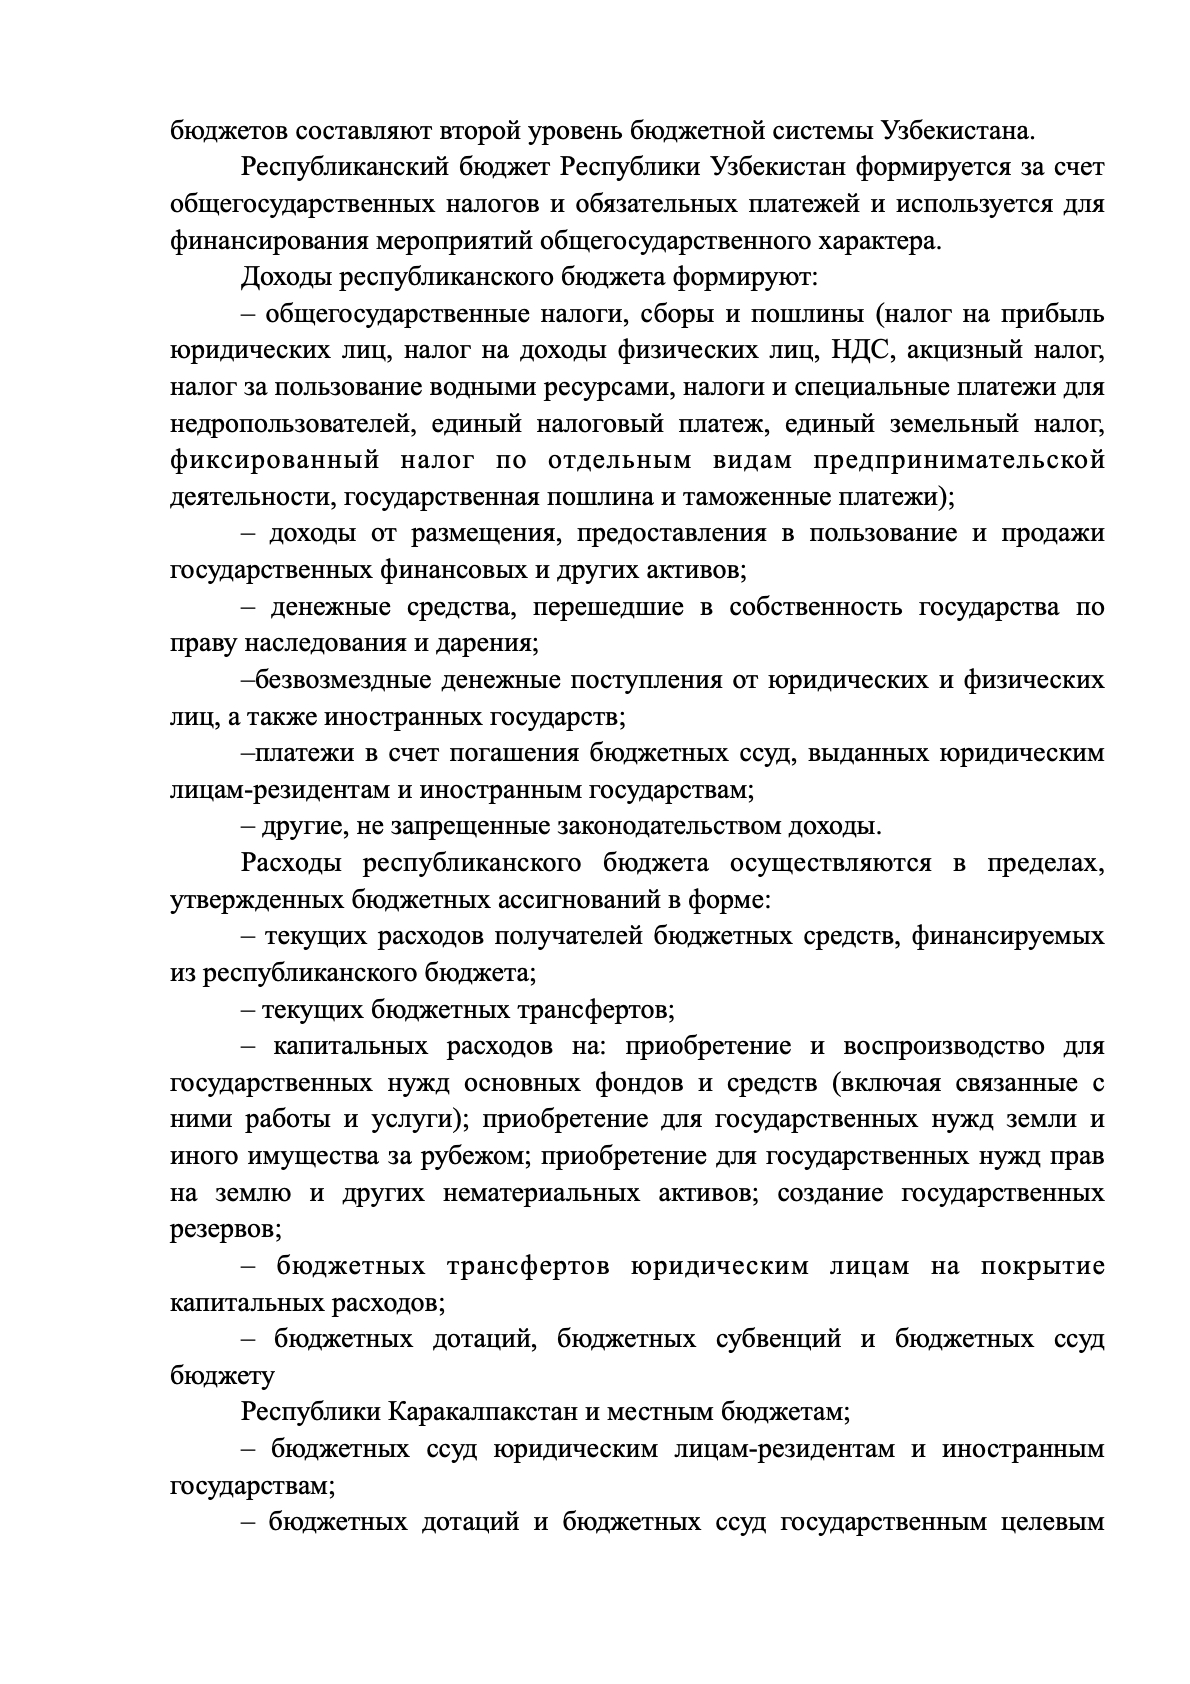 бюджетов составляют второй уровень бюджетной системы Узбекистана.
Республиканский бюджет Республики Узбекистан формируется за счет
общегосударственных налогов и обязательных платежей и используется для
финансирования мероприятий общегосударственного характера.
Доходы республиканского бюджета формируют:
– общегосударственные налоги, сборы и пошлины (налог на прибыль
юридических лиц, налог на доходы физических лиц, НДС, акцизный налог,
налог за пользование водными ресурсами, налоги и специальные платежи для
недропользователей, единый налоговый платеж, единый земельный налог,
фиксированный налог по отдельным видам предпринимательской
деятельности, государственная пошлина и таможенные платежи);
– доходы от размещения, предоставления в пользование и продажи
государственных финансовых и других активов;
– денежные средства, перешедшие в собственность государства по
праву наследования и дарения;
–безвозмездные денежные поступления от юридических и физических
лиц, а также иностранных государств;
–платежи в счет погашения бюджетных ссуд, выданных юридическим
лицам-резидентам и иностранным государствам;
– другие, не запрещенные законодательством доходы.
Расходы республиканского бюджета осуществляются в пределах,
утвержденных бюджетных ассигнований в форме:
– текущих расходов получателей бюджетных средств, финансируемых
из республиканского бюджета;
– текущих бюджетных трансфертов;
– капитальных расходов на: приобретение и воспроизводство для
государственных нужд основных фондов и средств (включая связанные с
ними работы и услуги); приобретение для государственных нужд земли и
иного имущества за рубежом; приобретение для государственных нужд прав
на землю и других нематериальных активов; создание государственных
резервов;
– бюджетных трансфертов юридическим лицам на покрытие
капитальных расходов;
– бюджетных дотаций, бюджетных субвенций и бюджетных ссуд
бюджету
Республики Каракалпакстан и местным бюджетам;
– бюджетных ссуд юридическим лицам-резидентам и иностранным
государствам;
– бюджетных дотаций и бюджетных ссуд государственным целевым